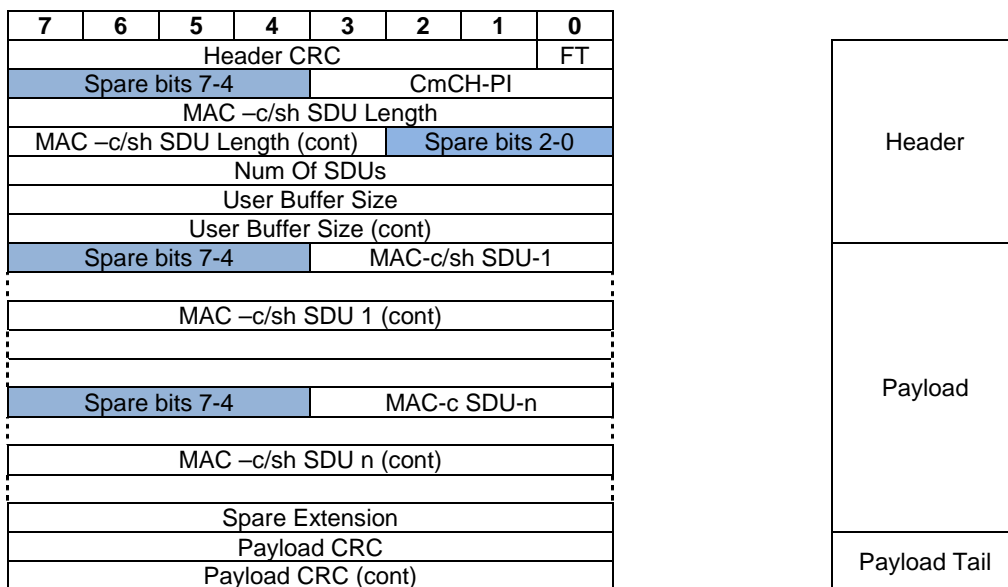 7 6 5 4 3 2 1 0
Header CRC FT
Spare bits 7-4 CmCH-PI
MAC –c/sh SDU Length
MAC –c/sh SDU Length (cont) Spare bits 2-0
Num Of SDUs
User Buffer Size
User Buffer Size (cont)
Spare bits 7-4 MAC-c/sh SDU-1
MAC –c/sh SDU 1 (cont)
Spare bits 7-4 MAC-c SDU-n
MAC –c/sh SDU n (cont)
Spare Extension
Payload CRC
Payload CRC (cont)
Header
Payload
Payload Tail